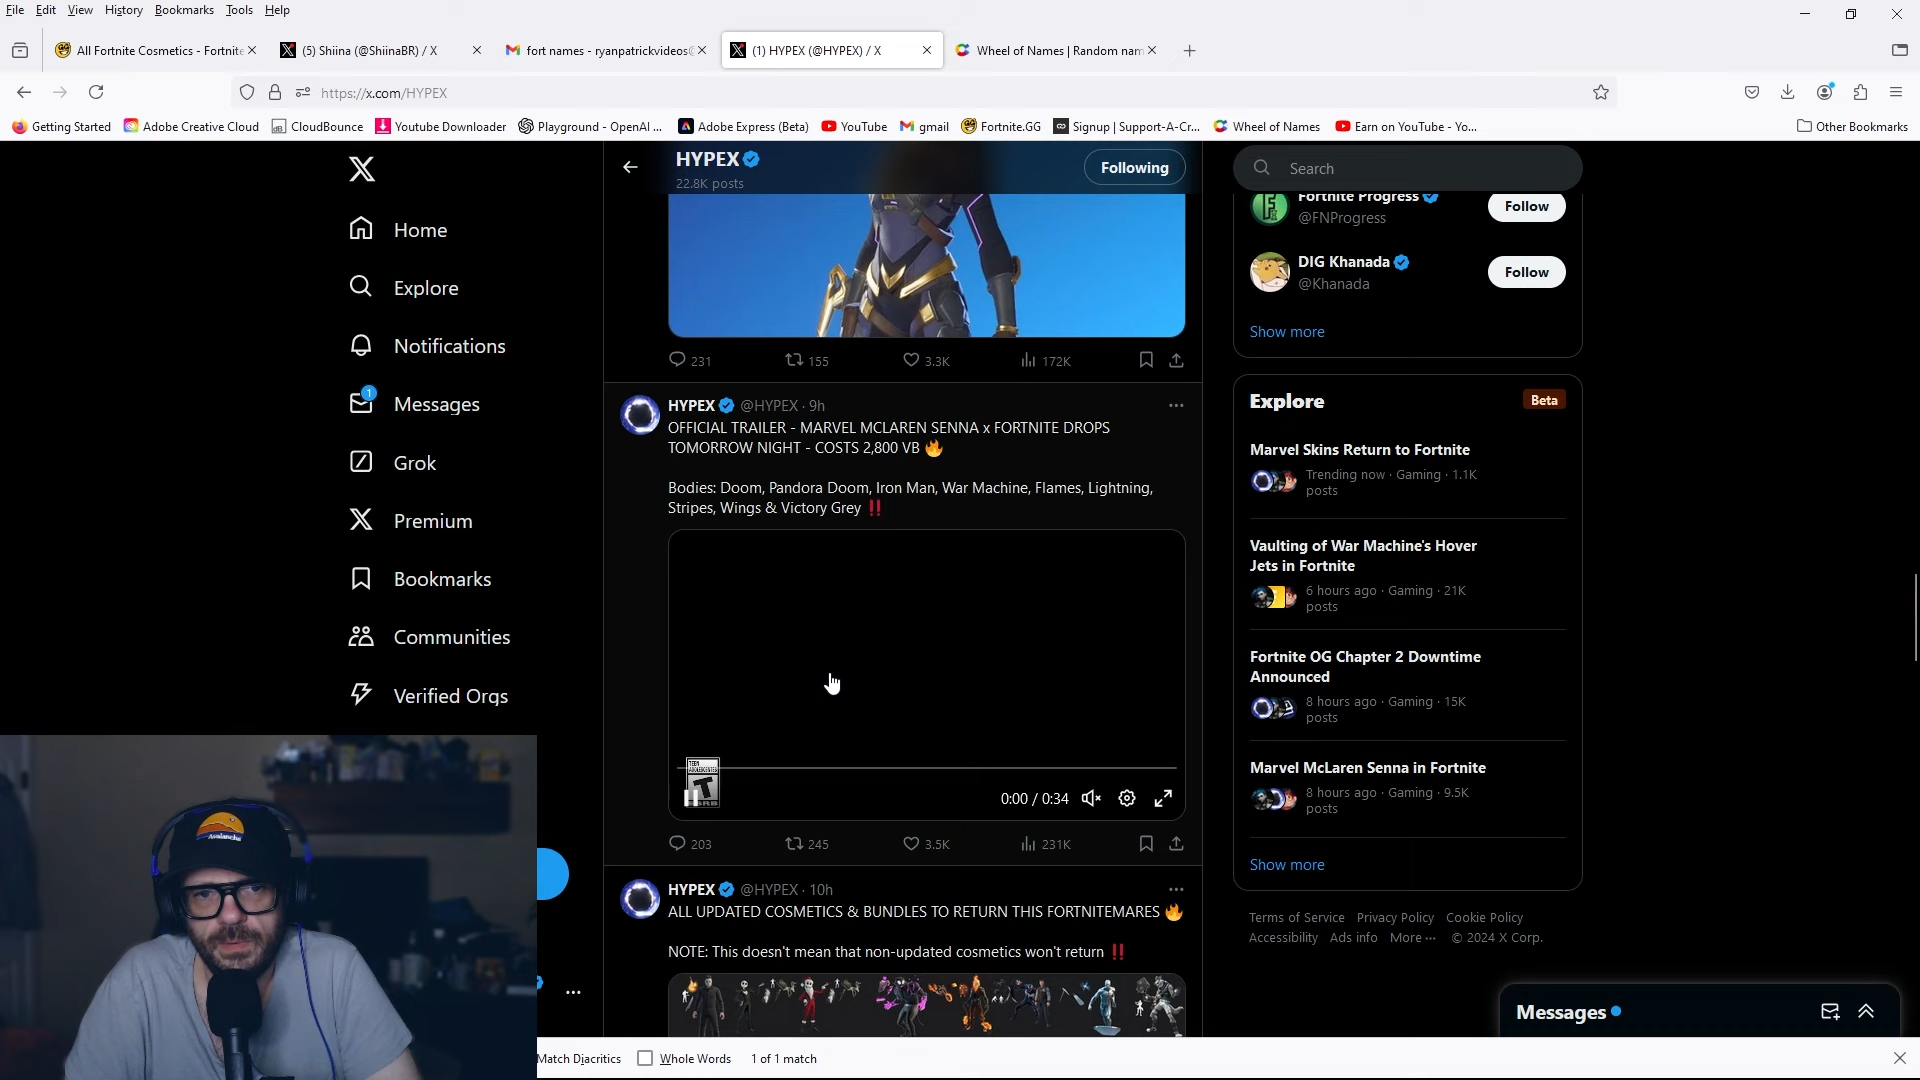 File Edit View History Bookmarks Tools Help
All Fortnite Cosmetics - Fortnite
(5) Shiina (@ShiinaBR) / X
fort names - ryanpatrickvideos@
(1) HYPEX (@HYPEX) / X
Wheel of Names | Random nam
https://x.com/HYPEX
Getting Started Adobe Creative Cloud CloudBounce Youtube Downloader Playground - OpenAI ... Adobe Express (Beta) YouTube gmail Fortnite.GG Signup | Support-A-Cr... Wheel of Names Earn on YouTube - Yo... Other Bookmarks
Home
Explore
Notifications
1
Messages
Grok
Premium
Bookmarks
Communities
Verified Orgs
HYPEX
22.8K posts
Following
231 155 3.3K 172K
HYPEX @HYPEX · 9h
OFFICIAL TRAILER - MARVEL MCLAREN SENNA x FORTNITE DROPS
TOMORROW NIGHT - COSTS 2,800 VB 🔥
Bodies: Doom, Pandora Doom, Iron Man, War Machine, Flames, Lightning,
Stripes, Wings & Victory Grey ‼️
TEEN
T
ESRB
0:00 / 0:34
203 245 3.5K 231K
HYPEX @HYPEX · 10h
ALL UPDATED COSMETICS & BUNDLES TO RETURN THIS FORTNITEMARES 🔥
NOTE: This doesn't mean that non-updated cosmetics won't return ‼️
Search
Fortnite Progress
@FNProgress
Follow
DIG Khanada
@Khanada
Follow
Show more
Explore
Beta
Marvel Skins Return to Fortnite
Trending now · Gaming · 1.1K
posts
Vaulting of War Machine's Hover
Jets in Fortnite
6 hours ago · Gaming · 21K
posts
Fortnite OG Chapter 2 Downtime
Announced
8 hours ago · Gaming · 15K
posts
Marvel McLaren Senna in Fortnite
8 hours ago · Gaming · 9.5K
posts
Show more
Terms of Service Privacy Policy Cookie Policy
Accessibility Ads info More ··· © 2024 X Corp.
Messages
Avalanche
Match Diacritics Whole Words 1 of 1 match